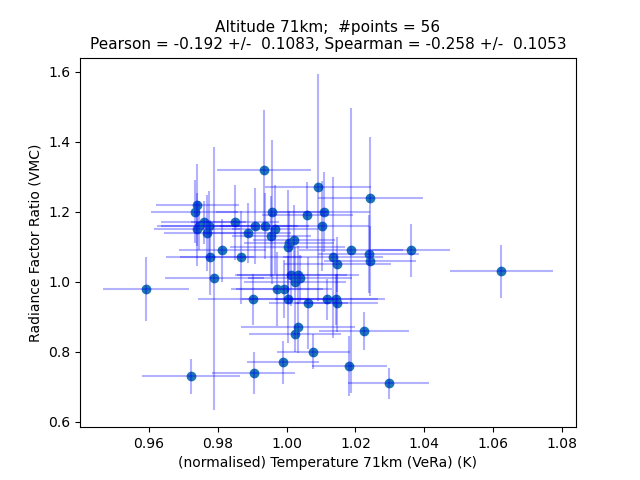 Altitude 71km;  #points = 56
Pearson = -0.192 +/-  0.1083, Spearman = -0.258 +/-  0.1053
Radiance Factor Ratio (VMC)
1.6
1.4
1.2
1.0
0.8
0.6
0.96 0.98 1.00 1.02 1.04 1.06 1.08
(normalised) Temperature 71km (VeRa) (K)